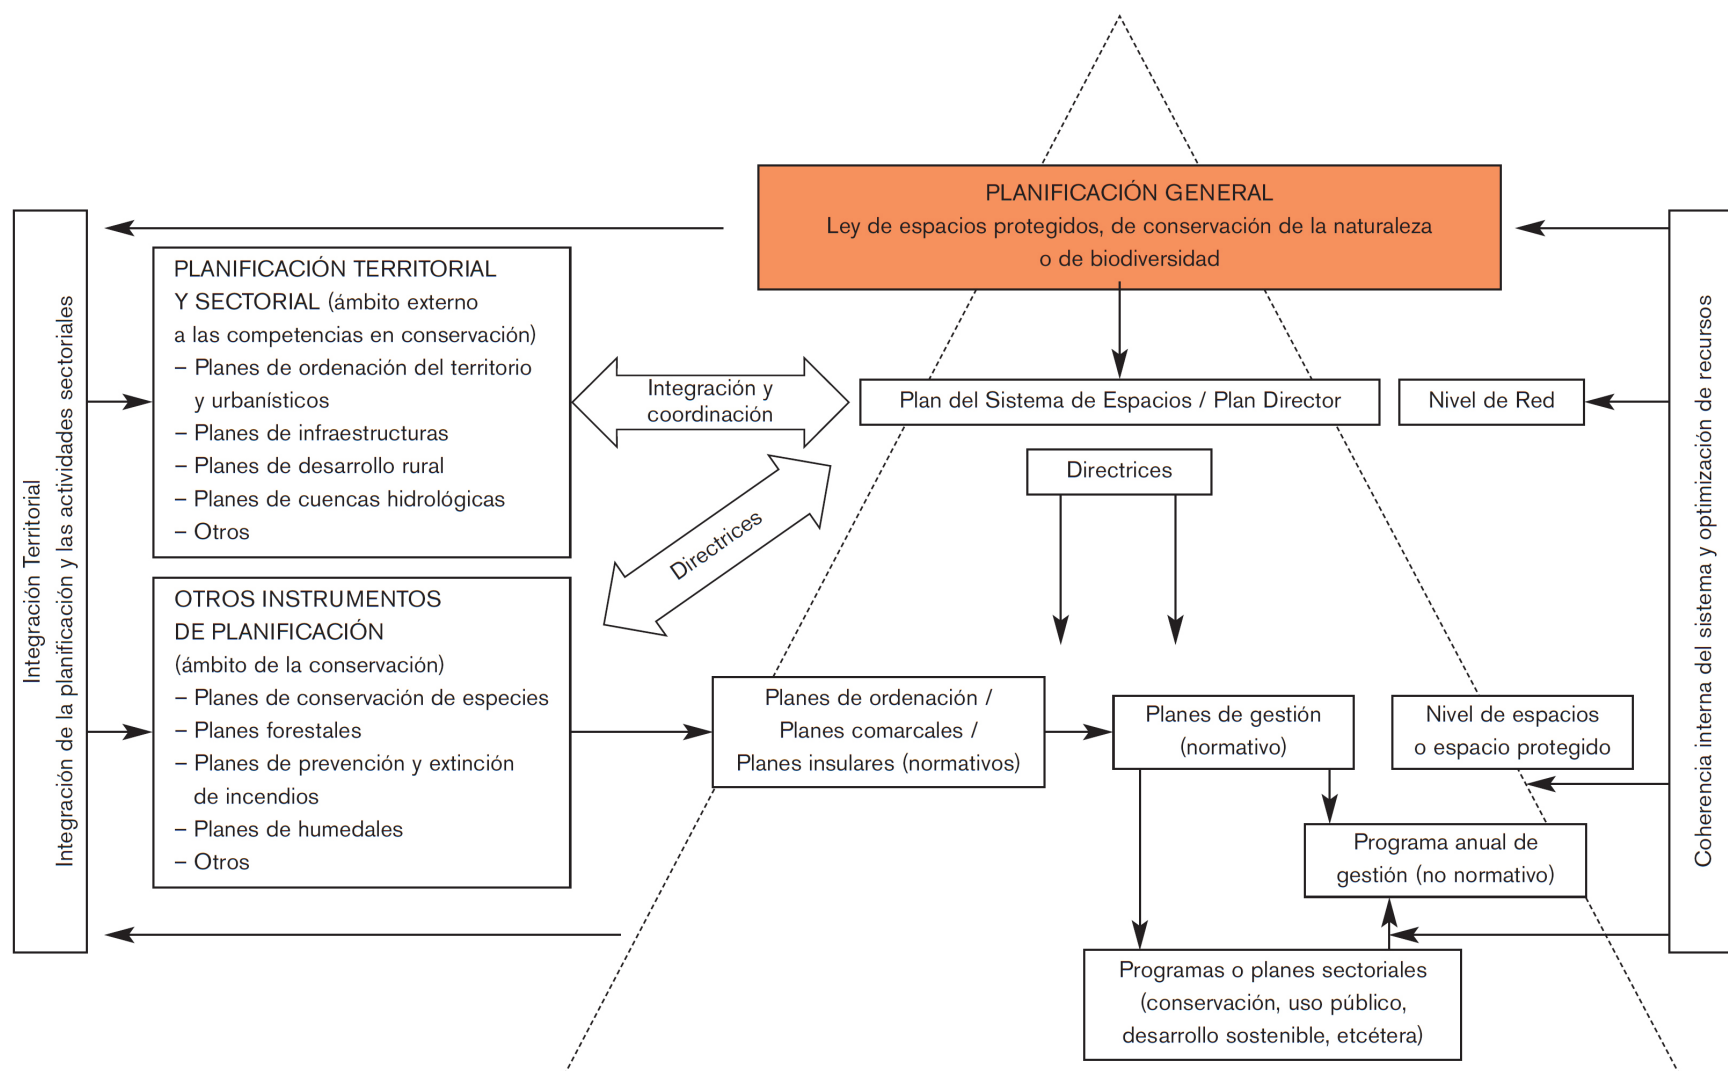 PLANIFICACIÓN GENERAL
Ley de espacios protegidos, de conservación de la naturaleza
o de biodiversidad
Integración Territorial
Integración de la planificación y las actividades sectoriales
PLANIFICACIÓN TERRITORIAL
Y SECTORIAL (ámbito externo
a las competencias en conservación)
– Planes de ordenación del territorio
y urbanísticos
– Planes de infraestructuras
– Planes de desarrollo rural
– Planes de cuencas hidrológicas
– Otros
Integración y
coordinación
Plan del Sistema de Espacios / Plan Director
Nivel de Red
Directrices
Directrices
OTROS INSTRUMENTOS
DE PLANIFICACIÓN
(ámbito de la conservación)
– Planes de conservación de especies
– Planes forestales
– Planes de prevención y extinción
de incendios
– Planes de humedales
– Otros
Planes de ordenación /
Planes comarcales /
Planes insulares (normativos)
Planes de gestión
(normativo)
Nivel de espacios
o espacio protegido
Programa anual de
gestión (no normativo)
Programas o planes sectoriales
(conservación, uso público,
desarrollo sostenible, etcétera)
Coherencia interna del sistema y optimización de recursos